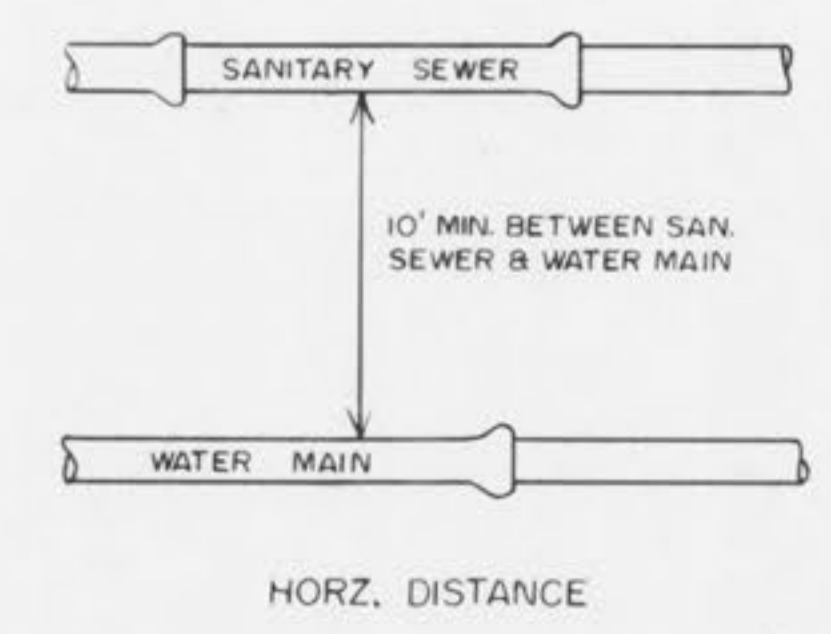 SANITARY SEWER
10' MIN. BETWEEN SAN.
SEWER & WATER MAIN
WATER MAIN
HORZ. DISTANCE